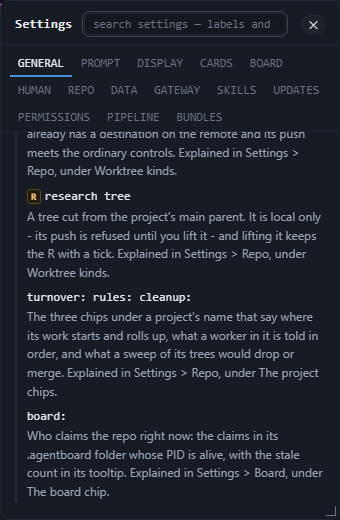 Settings
search settings — labels and
×
GENERAL PROMPT DISPLAY CARDS BOARD
HUMAN REPO DATA GATEWAY SKILLS UPDATES
PERMISSIONS PIPELINE BUNDLES
already has a destination on the remote and its push
meets the ordinary controls. Explained in Settings >
Repo, under Worktree kinds.
R research tree
A tree cut from the project's main parent. It is local only
- its push is refused until you lift it - and lifting it keeps
the R with a tick. Explained in Settings > Repo, under
Worktree kinds.
turnover: rules: cleanup:
The three chips under a project's name that say where
its work starts and rolls up, what a worker in it is told in
order, and what a sweep of its trees would drop or
merge. Explained in Settings > Repo, under The project
chips.
board:
Who claims the repo right now: the claims in its
.agentboard folder whose PID is alive, with the stale
count in its tooltip. Explained in Settings > Board, under
The board chip.